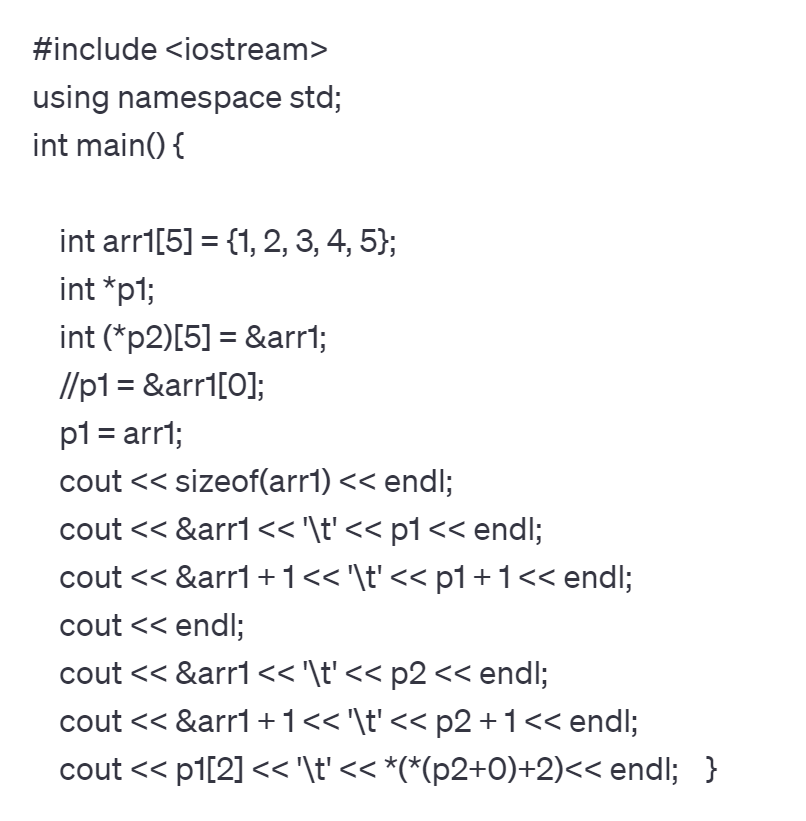 #include <iostream>
using namespace std;
int main() {
int arr1[5] = {1, 2, 3, 4, 5};
int *p1;
int (*p2)[5] = &arr1;
//p1 = &arr1[0];
p1 = arr1;
cout << sizeof(arr1) << endl;
cout << &arr1 << '\t' << p1 << endl;
cout << &arr1 + 1 << '\t' << p1 + 1 << endl;
cout << endl;
cout << &arr1 << '\t' << p2 << endl;
cout << &arr1 + 1 << '\t' << p2 + 1 << endl;
cout << p1[2] << '\t' << *(*(p2+0)+2)<< endl; }